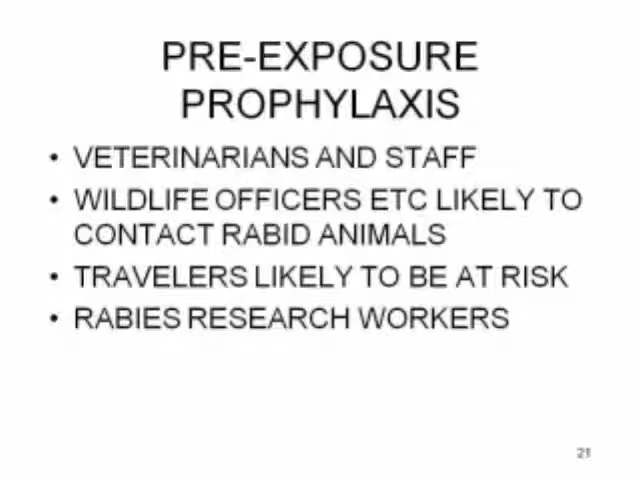 PRE-EXPOSURE
PROPHYLAXIS
• VETERINARIANS AND STAFF
• WILDLIFE OFFICERS ETC LIKELY TO
CONTACT RABID ANIMALS
• TRAVELERS LIKELY TO BE AT RISK
• RABIES RESEARCH WORKERS
21